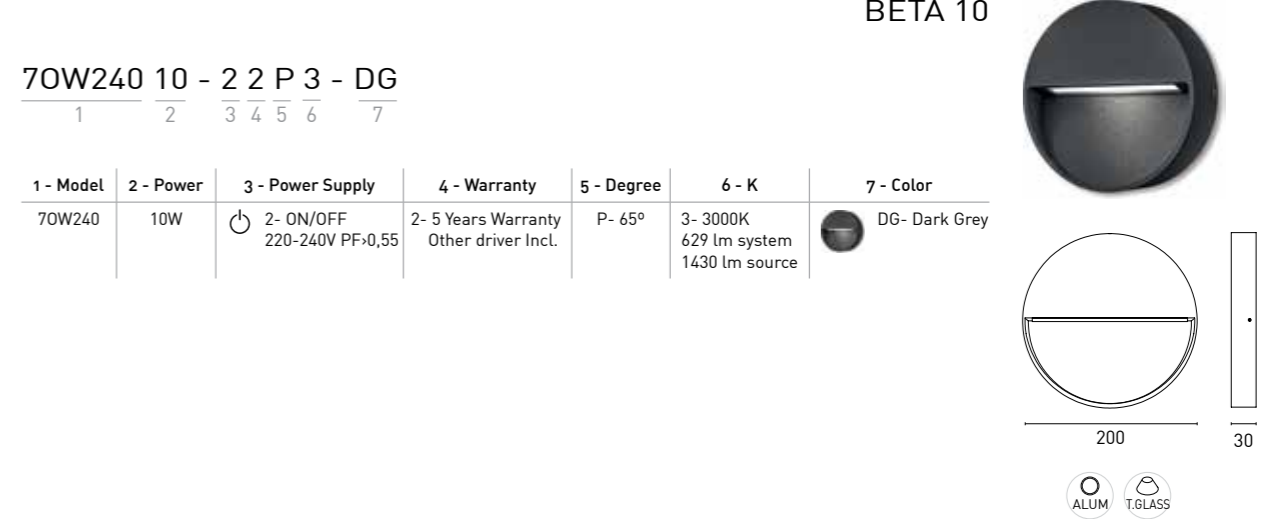 BETA 10
7OW240 10 - 2 2 P 3 - DG
1 2 3 4 5 6 7
1 - Model 2 - Power 3 - Power Supply 4 - Warranty 5 - Degree 6 - K 7 - Color
7OW240 10W 2- ON/OFF 2- 5 Years Warranty P- 65º 3- 3000K DG- Dark Grey
220-240V PF›0,55 Other driver Incl. 629 lm system
1430 lm source
200
30
ALUM T.GLASS